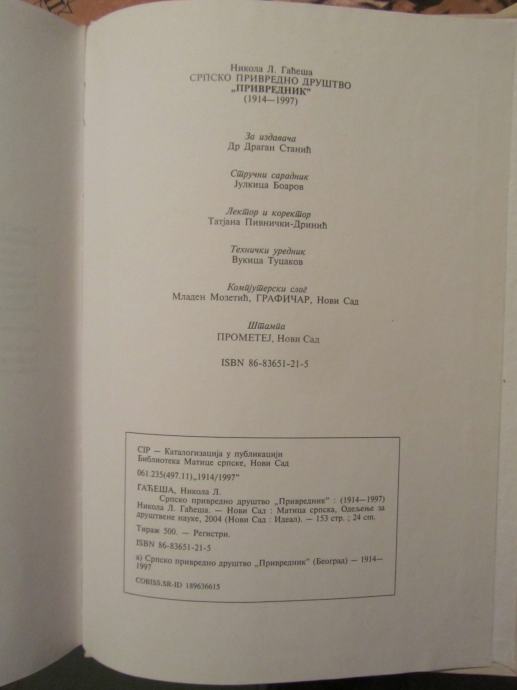 Никола Л. Гаћеша
СРПСКО ПРИВРЕДНО ДРУШТВО
„ПРИВРЕДНИК”
(1914—1997)
За издавача
Др Драган Станић
Стручни сарадник
Јулкица Боаров
Лектор и коректор
Татјана Пивнички-Дринић
Технички уредник
Вукица Туцаков
Компјутерски слог
Младен Мозетић, ГРАФИЧАР, Нови Сад
Штампа
ПРОМЕТЕЈ, Нови Сад
ISBN 86-83651-21-5
CIP — Каталогизација у публикацији
Библиотека Матице српске, Нови Сад
061.235(497.11)„1914/1997”
ГАЋЕША, Никола Л.
Српско привредно друштво „Привредник” : (1914—1997)
Никола Л. Гаћеша. — Нови Сад : Матица српска, Одељење за
друштвене науке, 2004 (Нови Сад : Идеал). — 153 стр. ; 24 cm.
Тираж 500. — Регистри.
ISBN 86-83651-21-5
а) Српско привредно друштво „Привредник” (Београд) — 1914—
1997
COBISS.SR-ID 189636615